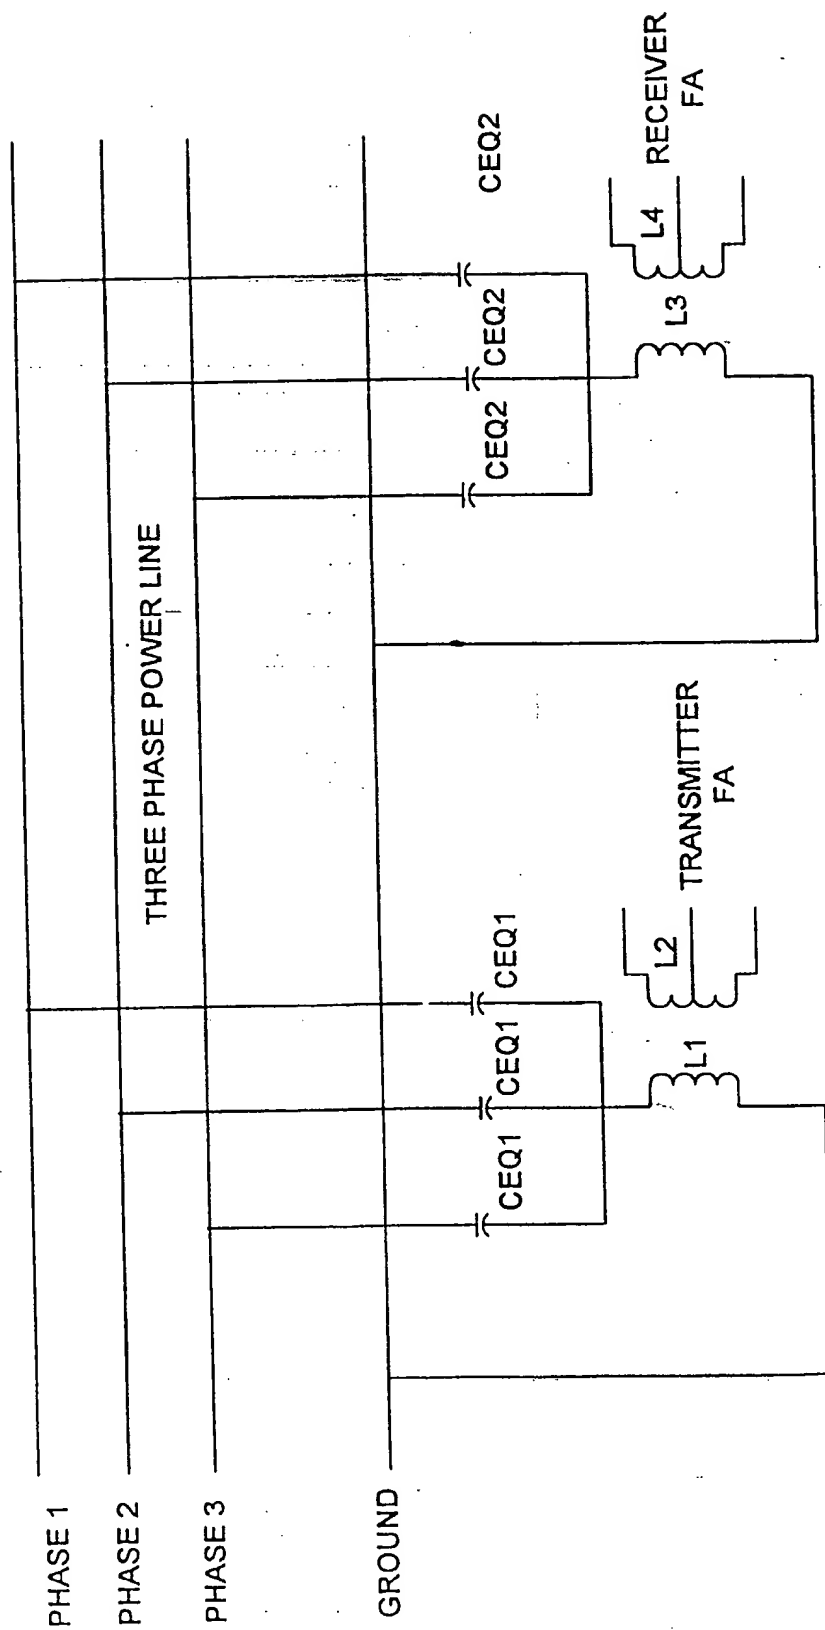 PHASE 1
PHASE 2
PHASE 3
GROUND
THREE PHASE POWER LINE
CEQ1
CEQ1
CEQ1
L1
L2
TRANSMITTER
FA
CEQ2
CEQ2
CEQ2
L3
L4
RECEIVER
FA